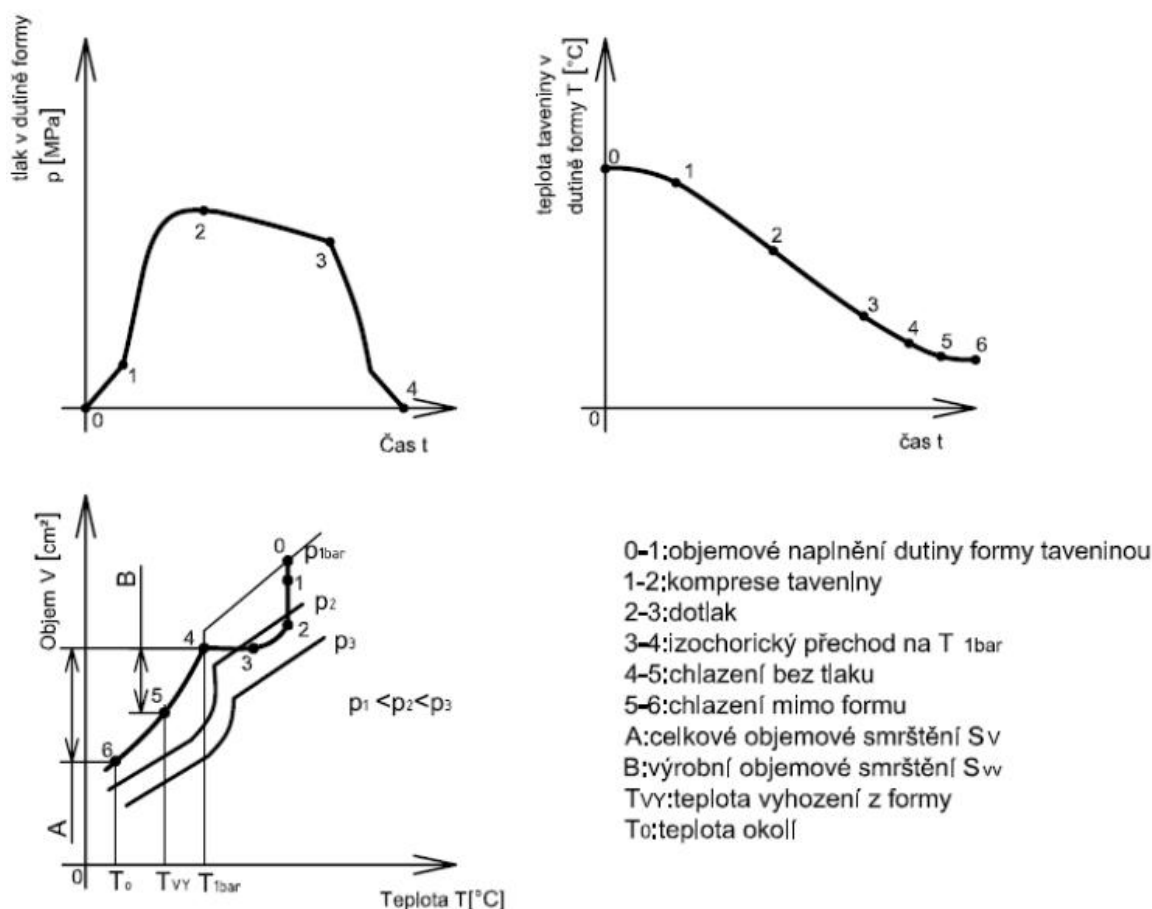 tlak v dutině formy
p [MPa]
0
1
2
3
4
Čas t
teplota taveniny v
dutině formy T [°C]
0
1
2
3
4
5
6
0
čas t
Objem V [cm²]
B
A
0
1
2
3
4
5
6
p1bar
p2
p3
p1 <p2<p3
0
To
TVY
T1bar
Teplota T[°C]
0-1:objemové naplnění dutiny formy taveninou
1-2:komprese taveniny
2-3:dotlak
3-4:izochorický přechod na T 1bar
4-5:chlazení bez tlaku
5-6:chlazení mimo formu
A:celkové objemové smrštění SV
B:výrobní objemové smrštění Svv
TVY:teplota vyhození z formy
T0:teplota okolí